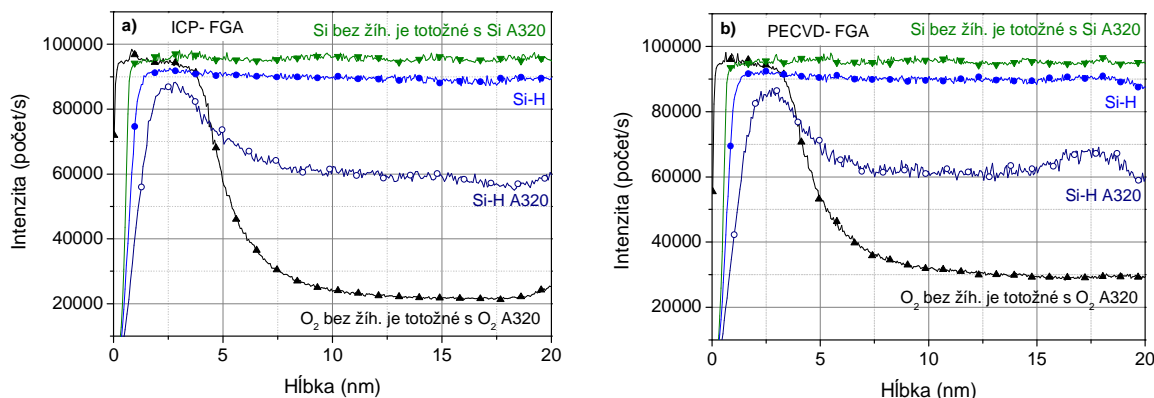 a)
ICP- FGA
Si bez žíh. je totožné s Si A320
Si-H
Si-H A320
O2 bez žíh. je totožné s O2 A320
100000
80000
60000
40000
20000
0
5
10
15
20
Intenzita (počet/s)
Hĺbka (nm)
b)
PECVD- FGA
Si bez žíh. je totožné s Si A320
Si-H
Si-H A320
O2 bez žíh. je totožné s O2 A320
100000
80000
60000
40000
20000
0
5
10
15
20
Intenzita (počet/s)
Hĺbka (nm)